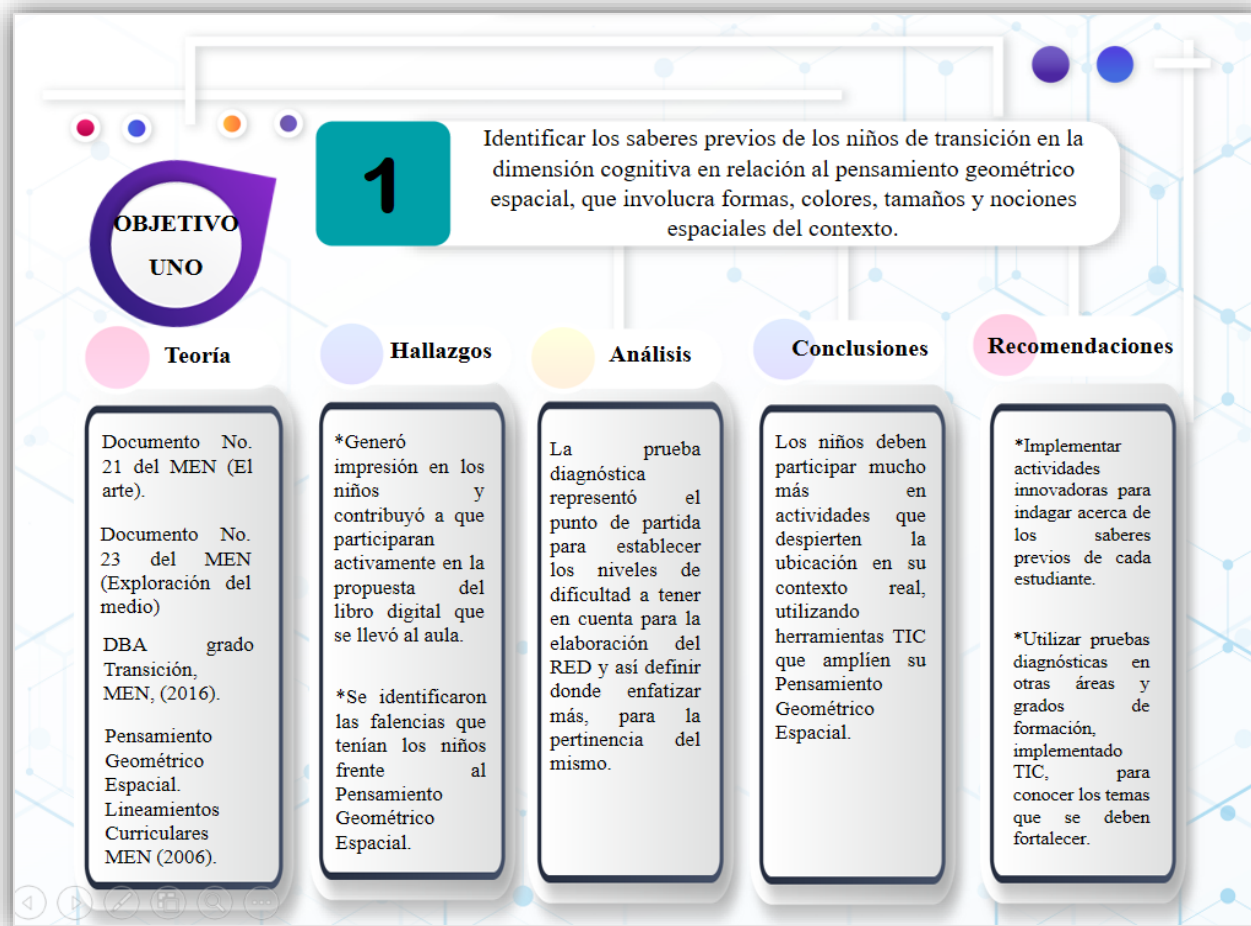 OBJETIVO
UNO
1
Identificar los saberes previos de los niños de transición en la
dimensión cognitiva en relación al pensamiento geométrico
espacial, que involucra formas, colores, tamaños y nociones
espaciales del contexto.
Teoría
Documento No.
21 del MEN (El
arte).
Documento No.
23 del MEN
(Exploración del
medio)
DBA grado
Transición,
MEN, (2016).
Pensamiento
Geométrico
Espacial.
Lineamientos
Curriculares
MEN (2006).
Hallazgos
*Generó
impresión en los
niños y
contribuyó a que
participaran
activamente en la
propuesta del
libro digital que
se llevó al aula.
*Se identificaron
las falencias que
tenían los niños
frente al
Pensamiento
Geométrico
Espacial.
Análisis
La prueba
diagnóstica
representó el
punto de partida
para establecer
los niveles de
dificultad a tener
en cuenta para la
elaboración del
RED y así definir
donde enfatizar
más, para la
pertinencia del
mismo.
Conclusiones
Los niños deben
participar mucho
más en
actividades que
despierten la
ubicación en su
contexto real,
utilizando
herramientas TIC
que amplíen su
Pensamiento
Geométrico
Espacial.
Recomendaciones
*Implementar
actividades
innovadoras para
indagar acerca de
los saberes
previos de cada
estudiante.
*Utilizar pruebas
diagnósticas en
otras áreas y
grados de
formación,
implementado
TIC, para
conocer los temas
que se deben
fortalecer.